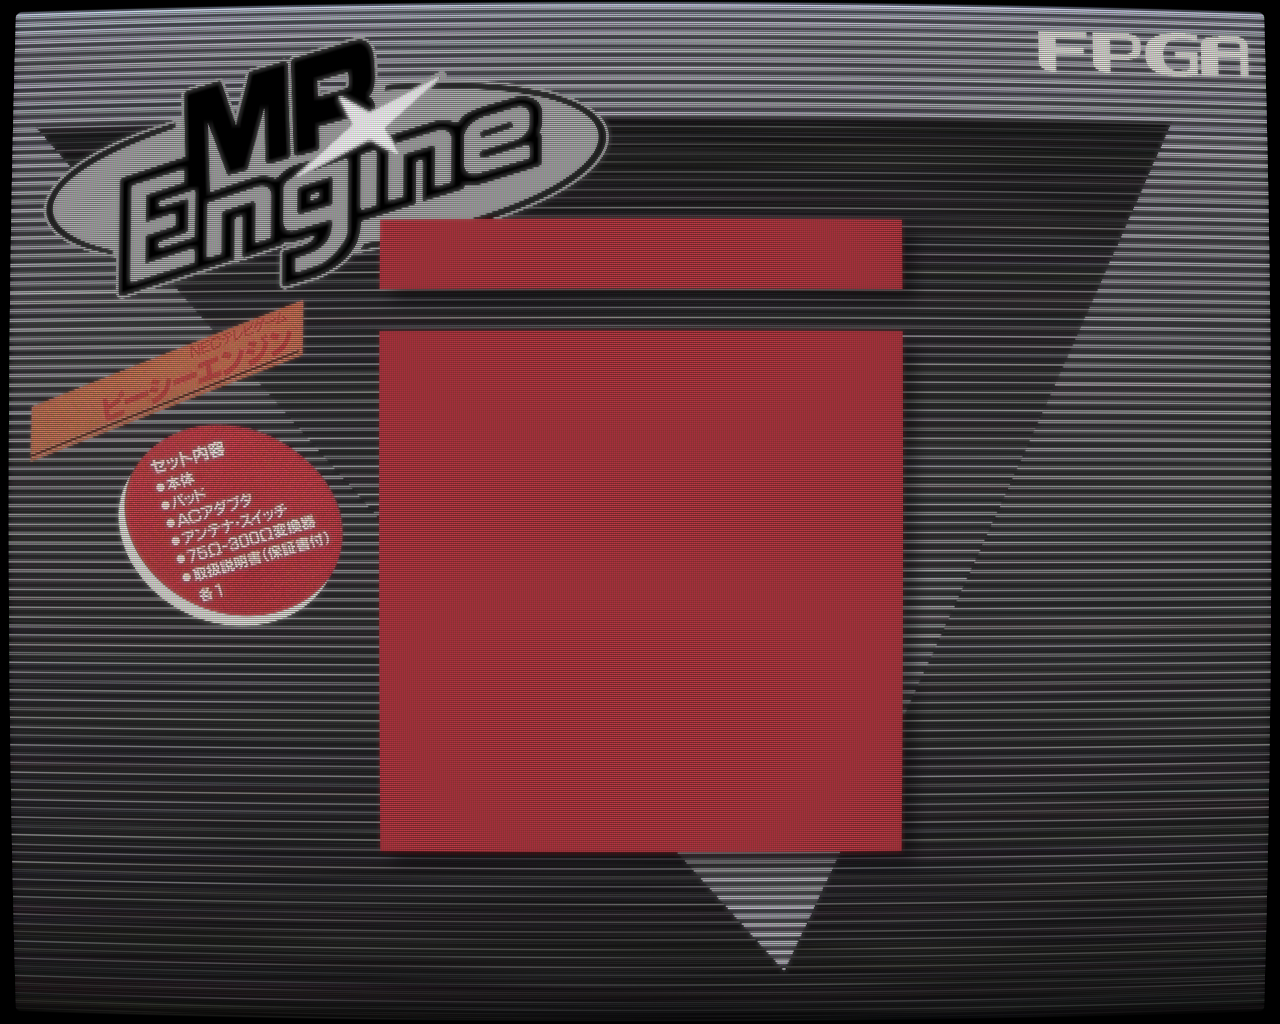 FPGA
MR
Engine
NECテレビゲーム
ピーシーエンジン
セット内容
●本体
●パッド
●ACアダプタ
●アンテナ・スイッチ
●75Ω-300Ω変換器
●取扱説明書(保証書付)
各1